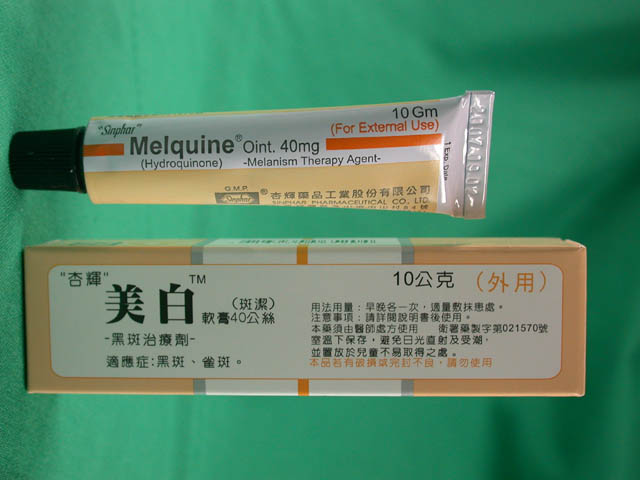 "Sinphar"
Melquine® Oint. 40mg
(Hydroquinone) -Melanism Therapy Agent-
10 Gm
(For External Use)
G.M.P.
Sinphar
杏輝藥品工業股份有限公司
SINPHAR PHARMACEUTICAL CO., LTD.
Exp. Date
"杏輝"
美白™
(斑潔)
軟膏40公絲
-黑斑治療劑-
適應症:黑斑、雀斑。
10公克 (外用)
用法用量：早晚各一次，適量敷抹患處。
注意事項：請詳閱說明書後使用。
本藥須由醫師處方使用 衛署藥製字第021570號
室溫下保存，避免日光直射及受潮，
並置放於兒童不易取得之處。
本品若有破損或完封不良，請勿使用